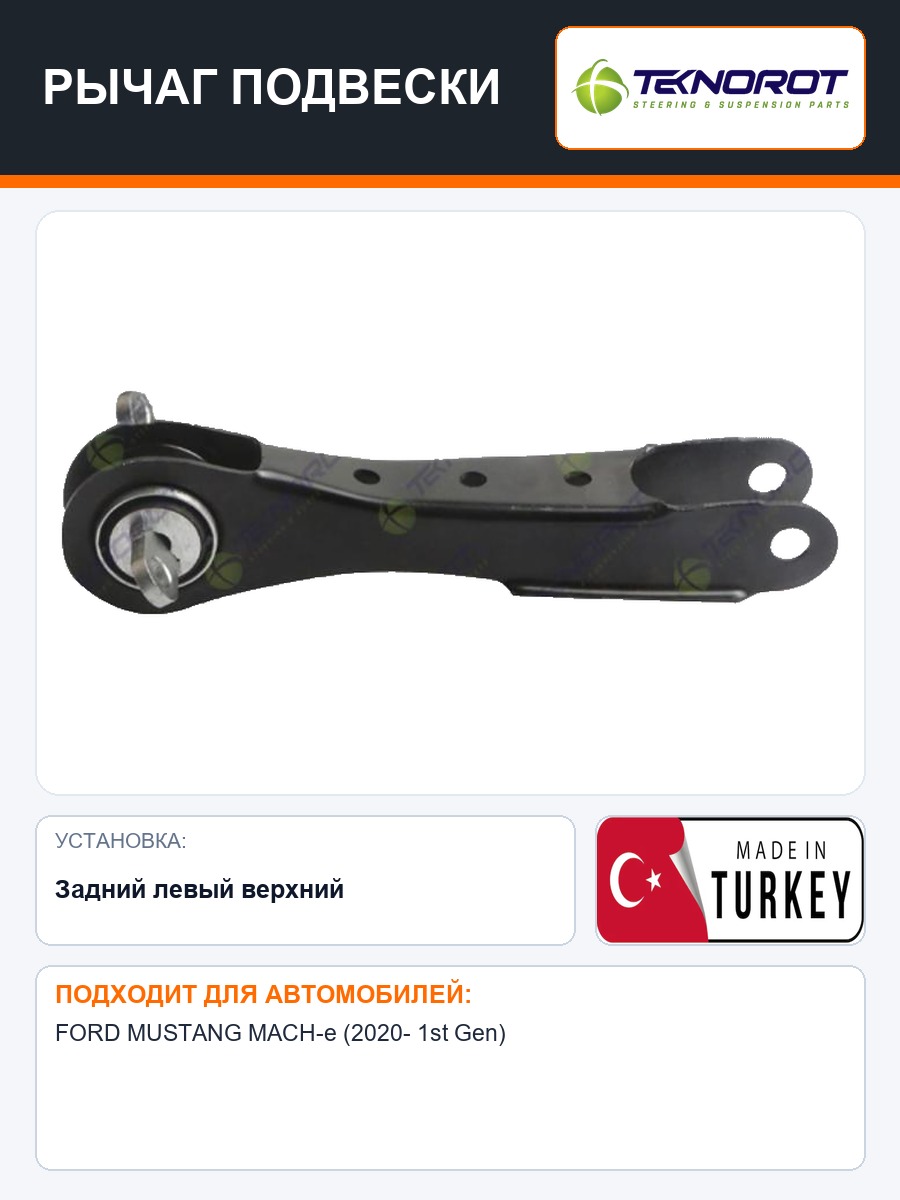 РЫЧАГ ПОДВЕСКИ
TEKNOROT
STEERING & SUSPENSION PARTS
УСТАНОВКА:
Задний левый верхний
MADE IN
TURKEY
ПОДХОДИТ ДЛЯ АВТОМОБИЛЕЙ:
FORD MUSTANG MACH-e (2020- 1st Gen)